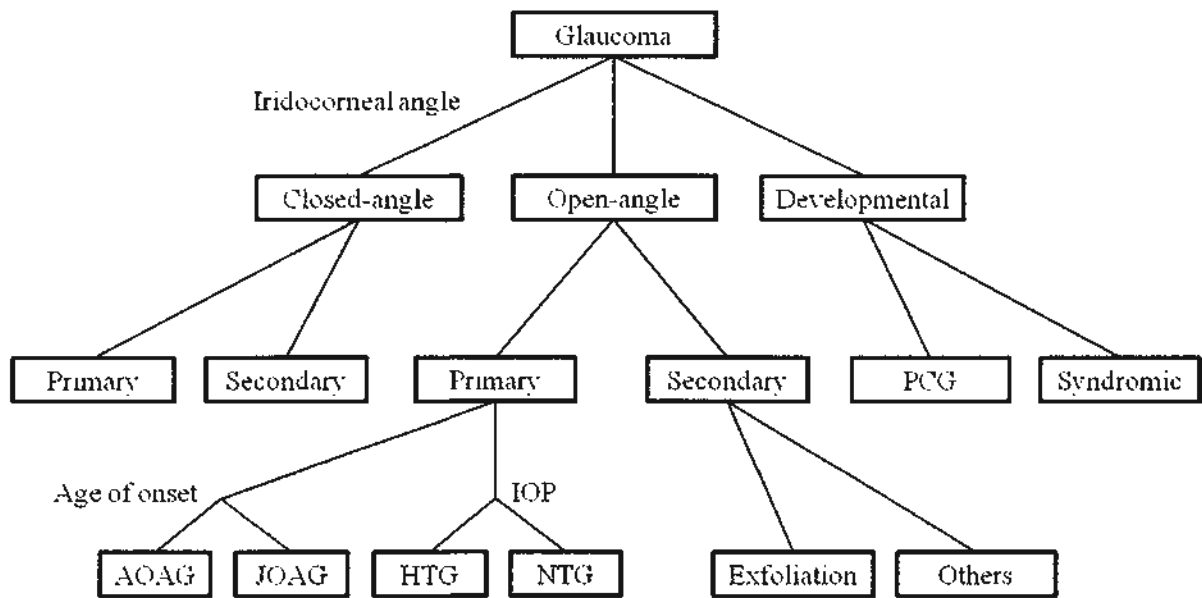 Glaucoma
Iridocorneal angle
Closed-angle
Open-angle
Developmental
Primary
Secondary
Primary
Secondary
PCG
Syndromic
Age of onset
IOP
AOAG
JOAG
HTG
NTG
Exfoliation
Others